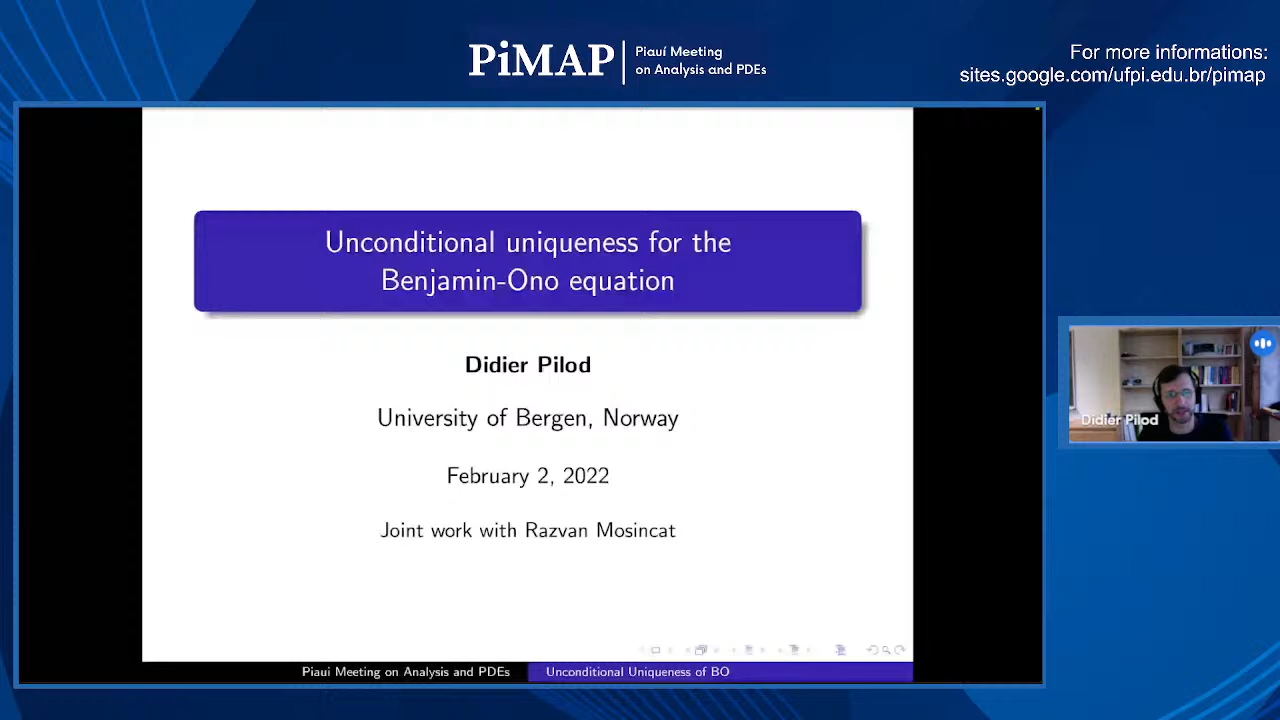 PiMAP
Piauí Meeting
on Analysis and PDEs
For more informations:
sites.google.com/ufpi.edu.br/pimap
Unconditional uniqueness for the
Benjamin-Ono equation
Didier Pilod
University of Bergen, Norway
February 2, 2022
Joint work with Razvan Mosincat
Didier Pilod
Piaui Meeting on Analysis and PDEs
Unconditional Uniqueness of BO